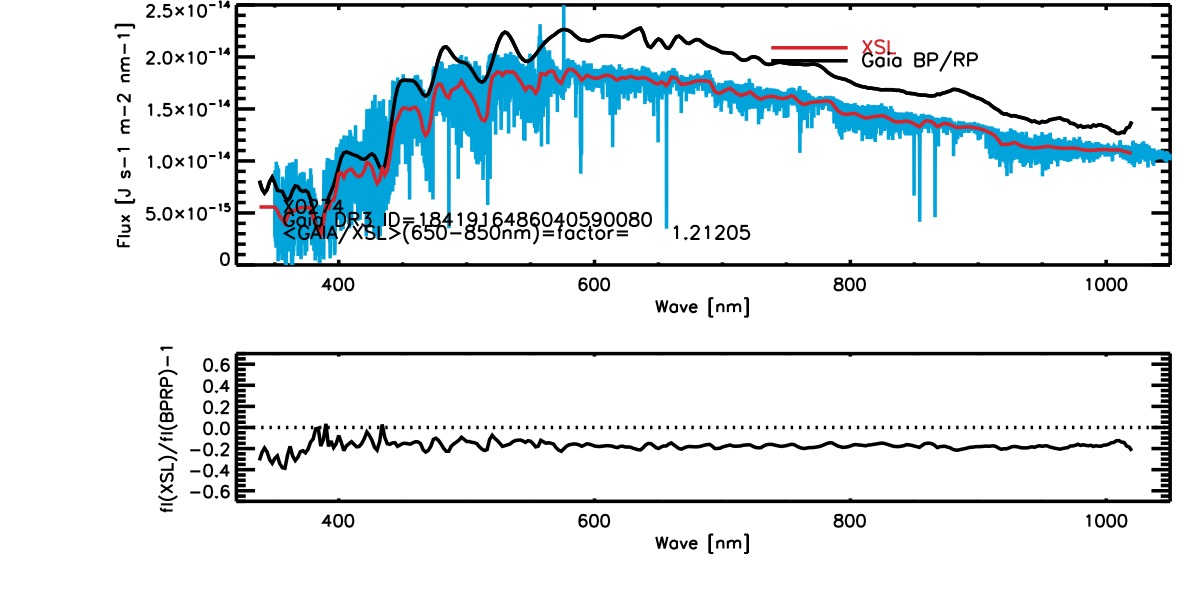 2.5×10−14
2.0×10−14
1.5×10−14
1.0×10−14
5.0×10−15
0
Flux [J s−1 m−2 nm−1]
XSL
Gaia BP/RP
X0274
Gaia DR3 ID=1841916486040590080
<GAIA/XSL>(650−850nm)=factor= 1.21205
400 600 800 1000
Wave [nm]
0.6
0.4
0.2
0.0
−0.2
−0.4
−0.6
fl(XSL)/fl(BPRP)−1
400 600 800 1000
Wave [nm]